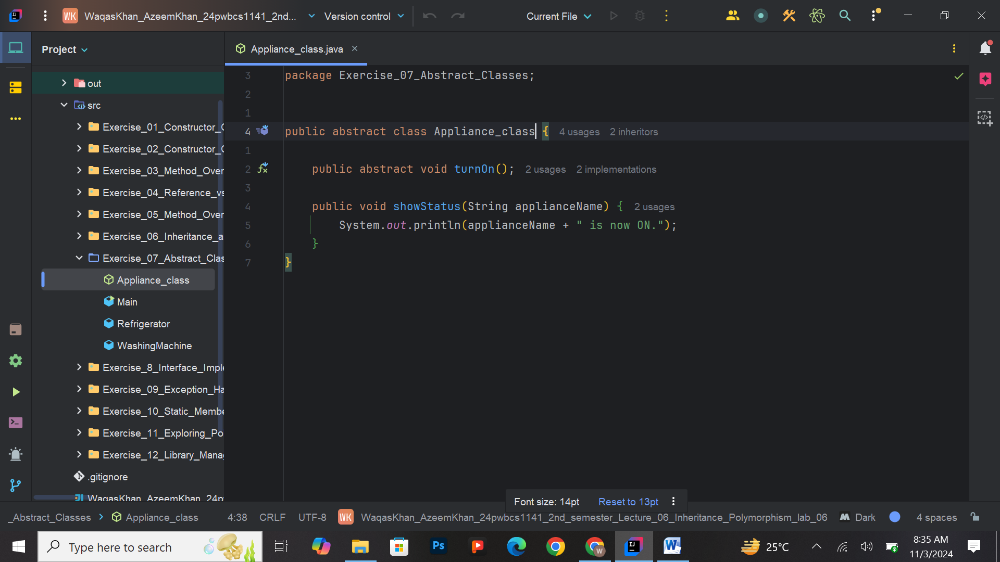 WK WaqasKhan_AzeemKhan_24pwbcs1141_2nd... Version control Current File
Project
Appliance_class.java
out
src
Exercise_01_Constructor_
Exercise_02_Constructor_
Exercise_03_Method_Over
Exercise_04_Reference_vs
Exercise_05_Method_Over
Exercise_06_Inheritance_a
Exercise_07_Abstract_Clas
Appliance_class
Main
Refrigerator
WashingMachine
Exercise_8_Interface_Imple
Exercise_09_Exception_Ha
Exercise_10_Static_Membe
Exercise_11_Exploring_Po
Exercise_12_Library_Mana
.gitignore
WaqasKhan_AzeemKhan_24p
3 package Exercise_07_Abstract_Classes;
2
1
4 public abstract class Appliance_class { 4 usages 2 inheritors
1
2 public abstract void turnOn(); 2 usages 2 implementations
3
4 public void showStatus(String applianceName) { 2 usages
5 System.out.println(applianceName + " is now ON.");
6 }
7 }
Font size: 14pt Reset to 13pt
_Abstract_Classes > Appliance_class 4:38 CRLF UTF-8 WK WaqasKhan_AzeemKhan_24pwbcs1141_2nd_semester_Lecture_06_Inheritance_Polymorphism_lab_06 Dark 4 spaces
Type here to search
Ps
W
IJ
W
25°C
8:35 AM
11/3/2024